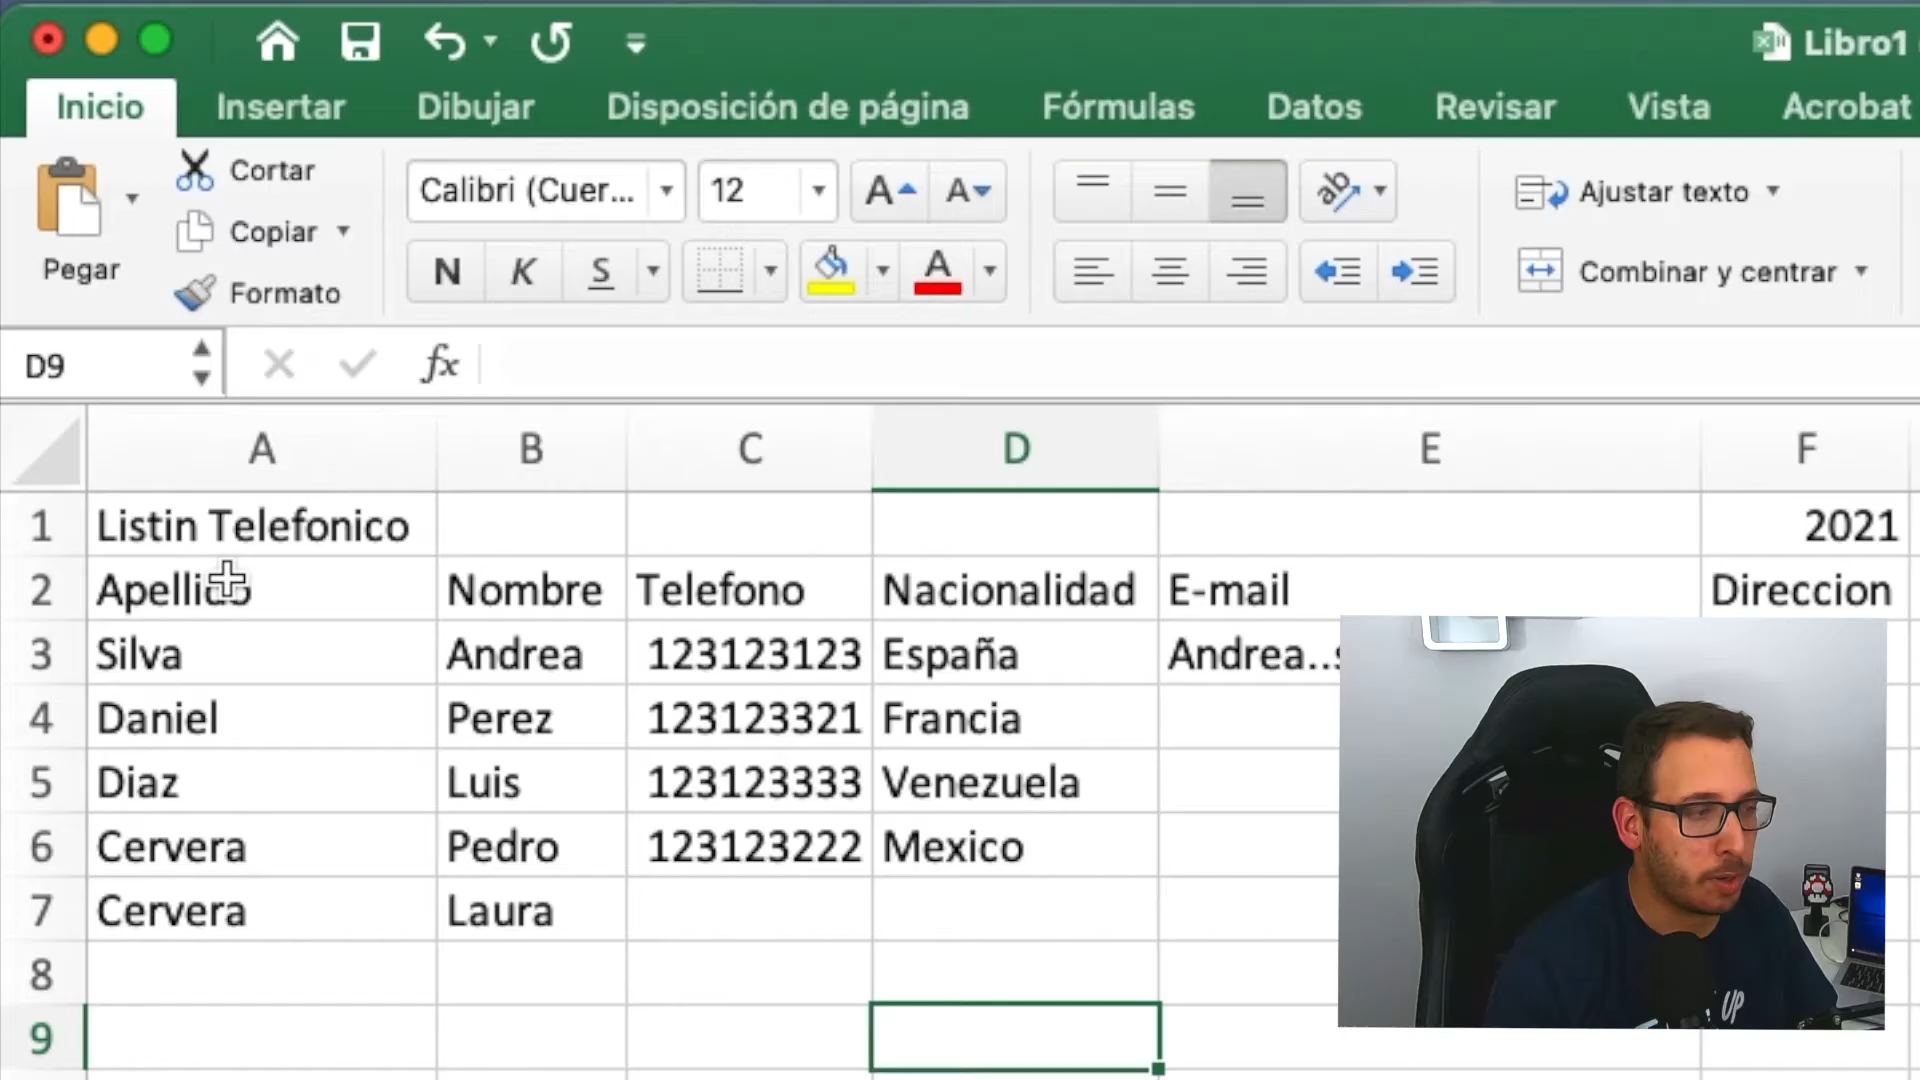 Libro1
Inicio Insertar Dibujar Disposición de página Fórmulas Datos Revisar Vista Acrobat
Cortar
Calibri (Cuer... 12
Ajustar texto
Copiar
Pegar
N K S
Combinar y centrar
Formato
D9 fx
A B C D E F
1 Listin Telefonico 2021
2 Apellido Nombre Telefono Nacionalidad E-mail Direccion
3 Silva Andrea 123123123 España Andrea..s
4 Daniel Perez 123123321 Francia
5 Diaz Luis 123123333 Venezuela
6 Cervera Pedro 123123222 Mexico
7 Cervera Laura
8
9
UP